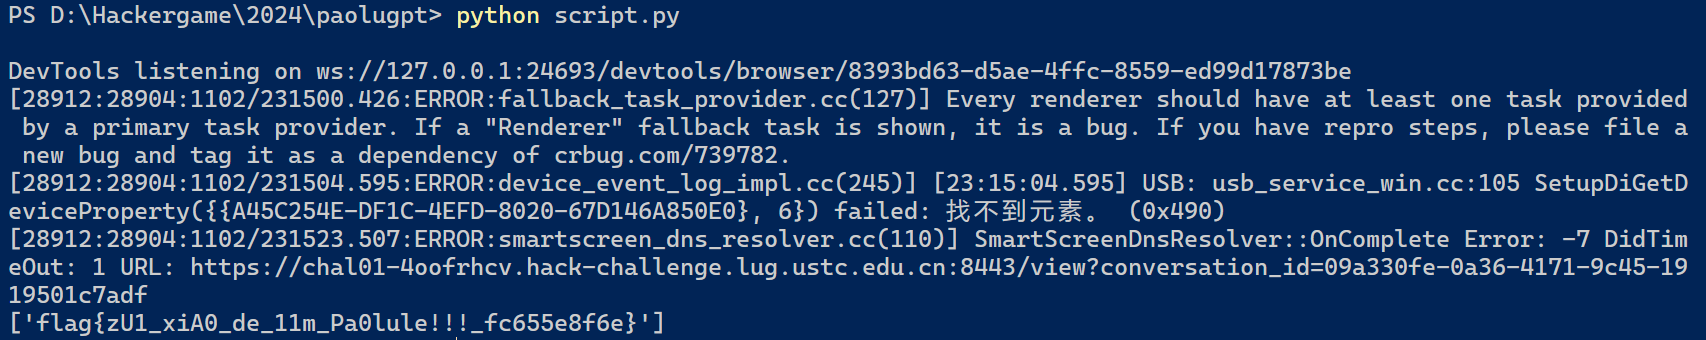 PS D:\Hackergame\2024\paolugpt> python script.py
DevTools listening on ws://127.0.0.1:24693/devtools/browser/8393bd63-d5ae-4ffc-8559-ed99d17873be
[28912:28904:1102/231500.426:ERROR:fallback_task_provider.cc(127)] Every renderer should have at least one task provided
by a primary task provider. If a "Renderer" fallback task is shown, it is a bug. If you have repro steps, please file a
new bug and tag it as a dependency of crbug.com/739782.
[28912:28904:1102/231504.595:ERROR:device_event_log_impl.cc(245)] [23:15:04.595] USB: usb_service_win.cc:105 SetupDiGetD
eviceProperty({{A45C254E-DF1C-4EFD-8020-67D146A850E0}, 6}) failed: 找不到元素。 (0x490)
[28912:28904:1102/231523.507:ERROR:smartscreen_dns_resolver.cc(110)] SmartScreenDnsResolver::OnComplete Error: -7 DidTim
eOut: 1 URL: https://chal01-4oofrhcv.hack-challenge.lug.ustc.edu.cn:8443/view?conversation_id=09a330fe-0a36-4171-9c45-19
19501c7adf
['flag{zU1_xiA0_de_11m_Pa0lule!!!_fc655e8f6e}']